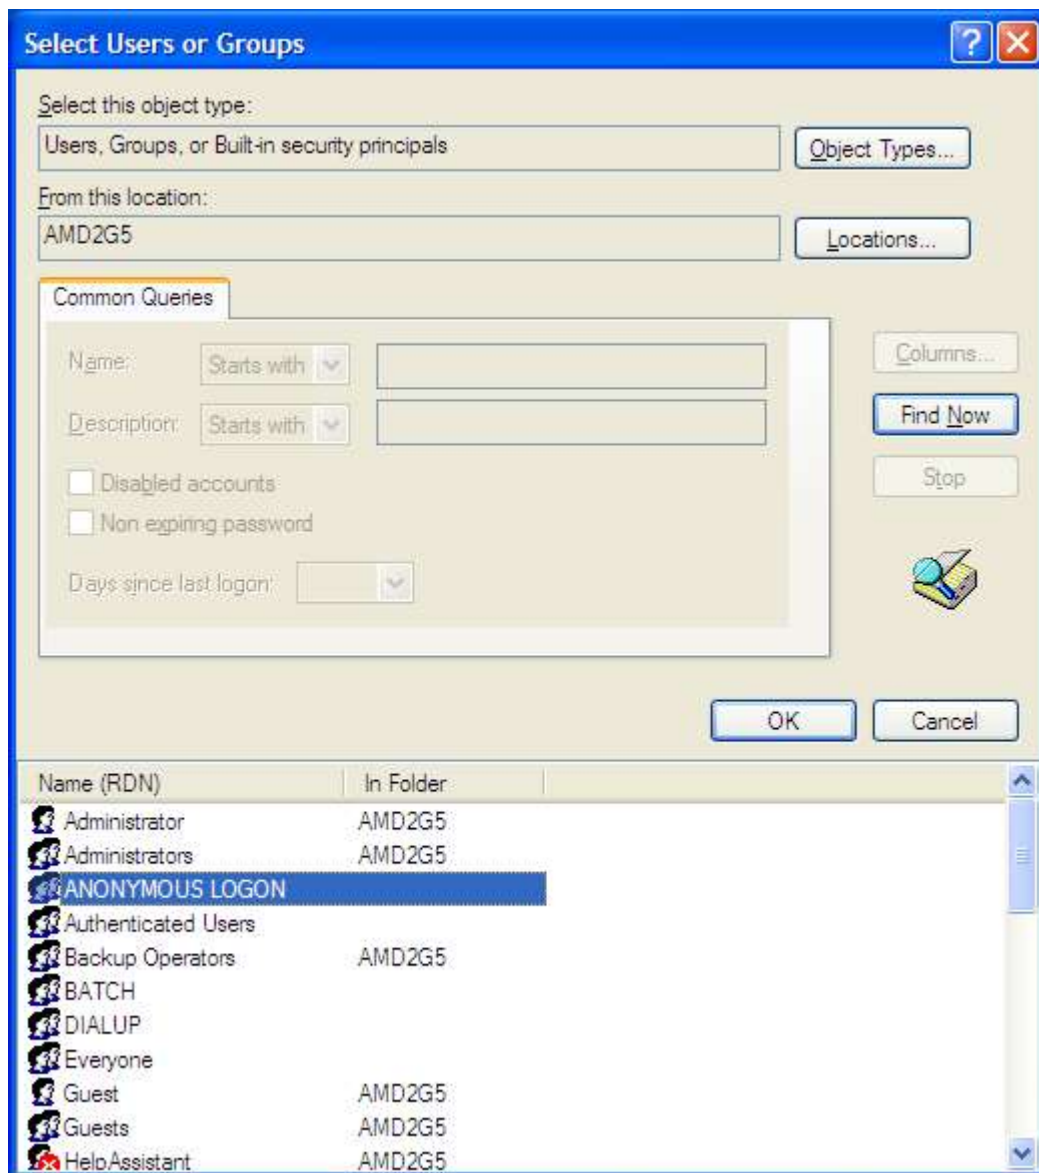 Select Users or Groups
Select this object type:
Users, Groups, or Built-in security principals
Object Types...
From this location:
AMD2G5
Locations...
Common Queries
Name:
Starts with
Columns...
Description:
Starts with
Find Now
Disabled accounts
Stop
Non expiring password
Days since last logon:
OK
Cancel
Name (RDN) In Folder
Administrator AMD2G5
Administrators AMD2G5
ANONYMOUS LOGON
Authenticated Users
Backup Operators AMD2G5
BATCH
DIALUP
Everyone
Guest AMD2G5
Guests AMD2G5
HelpAssistant AMD2G5